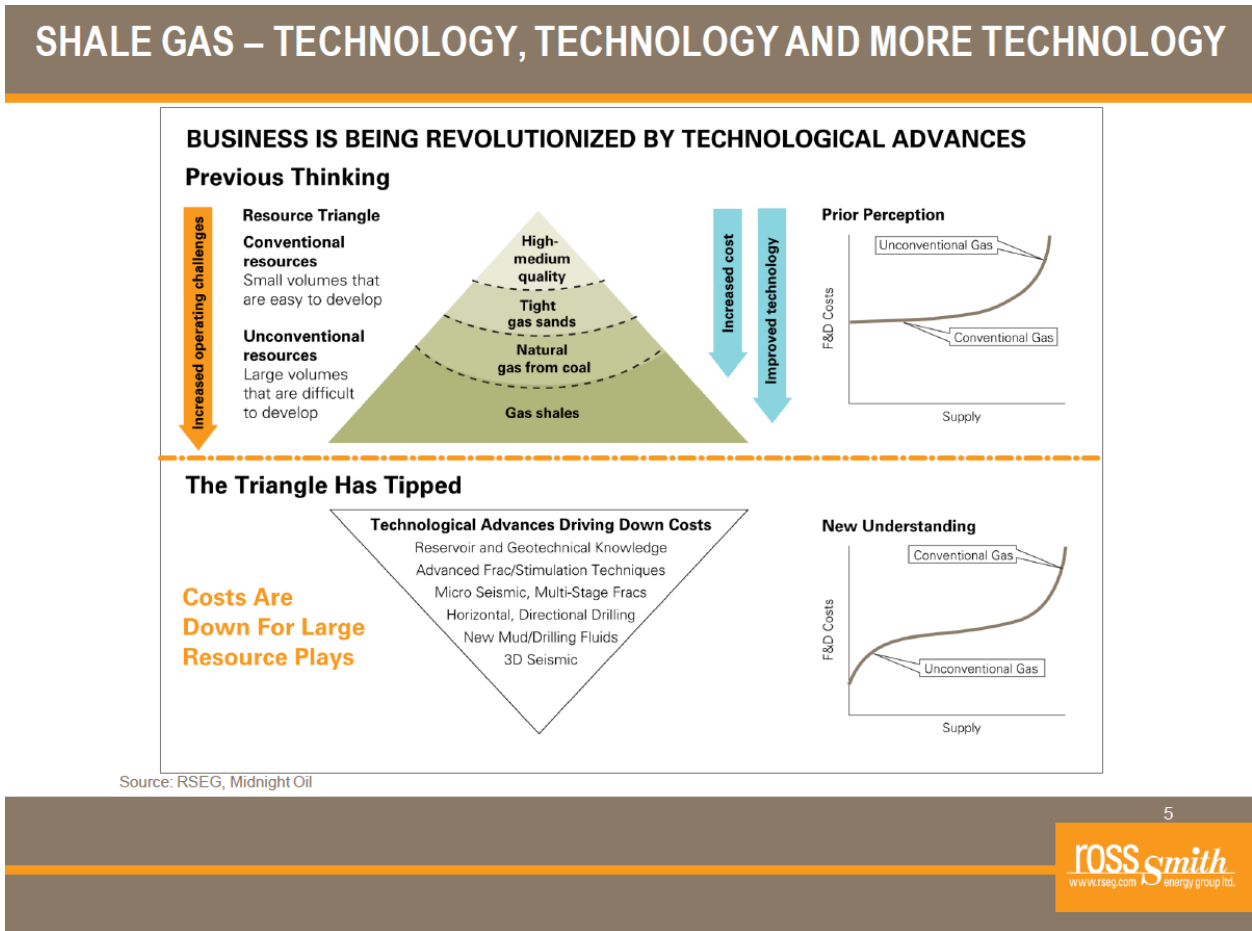 SHALE GAS – TECHNOLOGY, TECHNOLOGY AND MORE TECHNOLOGY
BUSINESS IS BEING REVOLUTIONIZED BY TECHNOLOGICAL ADVANCES
Previous Thinking
Increased operating challenges
Resource Triangle
Conventional
resources
Small volumes that
are easy to develop
Unconventional
resources
Large volumes
that are difficult
to develop
High-
medium
quality
Tight
gas sands
Natural
gas from coal
Gas shales
Increased cost
Improved technology
Prior Perception
Unconventional Gas
Conventional Gas
F&D Costs
Supply
The Triangle Has Tipped
Costs Are
Down For Large
Resource Plays
Technological Advances Driving Down Costs
Reservoir and Geotechnical Knowledge
Advanced Frac/Stimulation Techniques
Micro Seismic, Multi-Stage Fracs
Horizontal, Directional Drilling
New Mud/Drilling Fluids
3D Seismic
New Understanding
Conventional Gas
Unconventional Gas
F&D Costs
Supply
Source: RSEG, Midnight Oil
5
ross Smith
www.rseg.com energy group ltd.